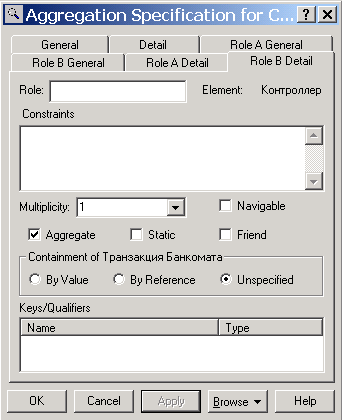 Aggregation Specification for C...
General Detail Role A General
Role B General Role A Detail Role B Detail
Role: Element: Контроллер
Constraints
Multiplicity: 1 Navigable
Aggregate Static Friend
Containment of Транзакция Банкомата
By Value By Reference Unspecified
Keys/Qualifiers
Name Type
OK Cancel Apply Browse Help